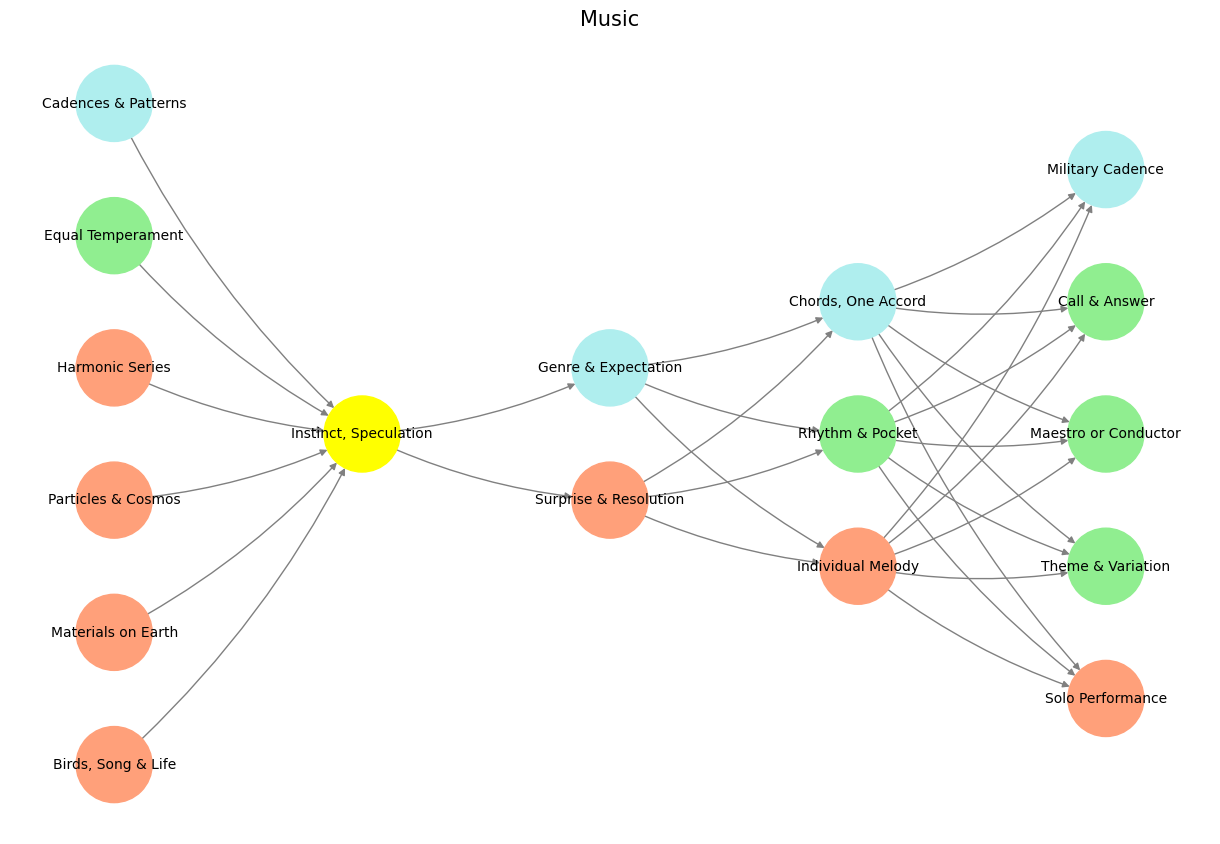 Music
Cadences & Patterns
Equal Temperament
Harmonic Series
Particles & Cosmos
Materials on Earth
Birds, Song & Life
Instinct, Speculation
Genre & Expectation
Surprise & Resolution
Chords, One Accord
Rhythm & Pocket
Individual Melody
Military Cadence
Call & Answer
Maestro or Conductor
Theme & Variation
Solo Performance